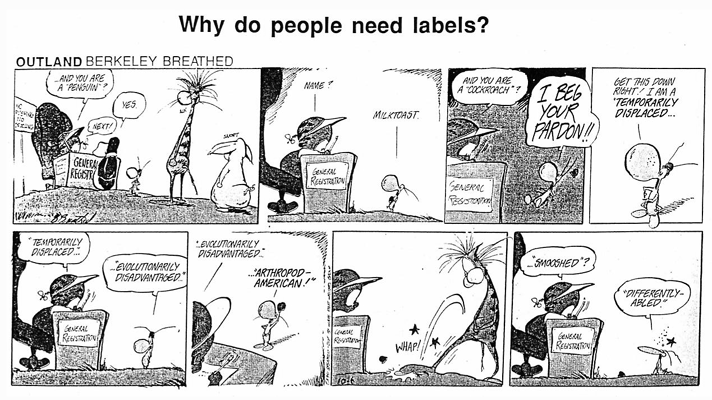 Why do people need labels?
OUTLAND BERKELEY BREATHED
...AND YOU ARE
A "PENGUIN"?
YES.
NEXT!
GENERAL
SNORT
NAME?
MILKTOAST.
GENERAL
REGISTRATION
AND YOU ARE
A "COCKROACH"?
I BEG
YOUR
PARDON!!
GENERAL
REGISTRATION
GET THIS DOWN
RIGHT! I AM A
"TEMPORARILY
DISPLACED...
"TEMPORARILY
DISPLACED...
...EVOLUTIONARILY
DISADVANTAGED..."
GENERAL
REGISTRATION
...EVOLUTIONARILY
DISADVANTAGED...
..."ARTHROPOD-
AMERICAN!"
GENERAL
REGISTRATION
WHAP!
10-16
"SMOOSHED"?
"DIFFERENTLY-
ABLED."
GENERAL
REGISTRATION